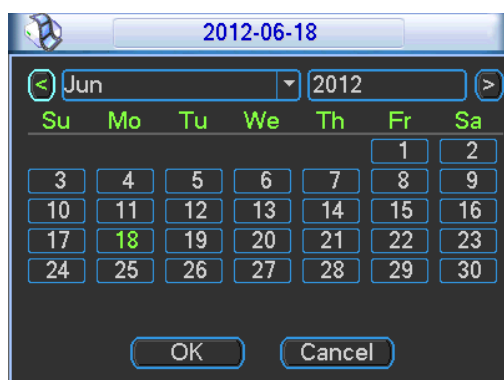 2012-06-18
< Jun 2012 >
Su Mo Tu We Th Fr Sa
1 2
3 4 5 6 7 8 9
10 11 12 13 14 15 16
17 18 19 20 21 22 23
24 25 26 27 28 29 30
OK Cancel